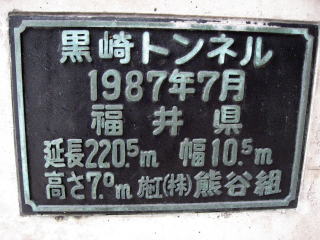 黒崎トンネル
1987年7月
福井県
延長220.5m 幅10.5m
高さ7.0m 施工(株)熊谷組